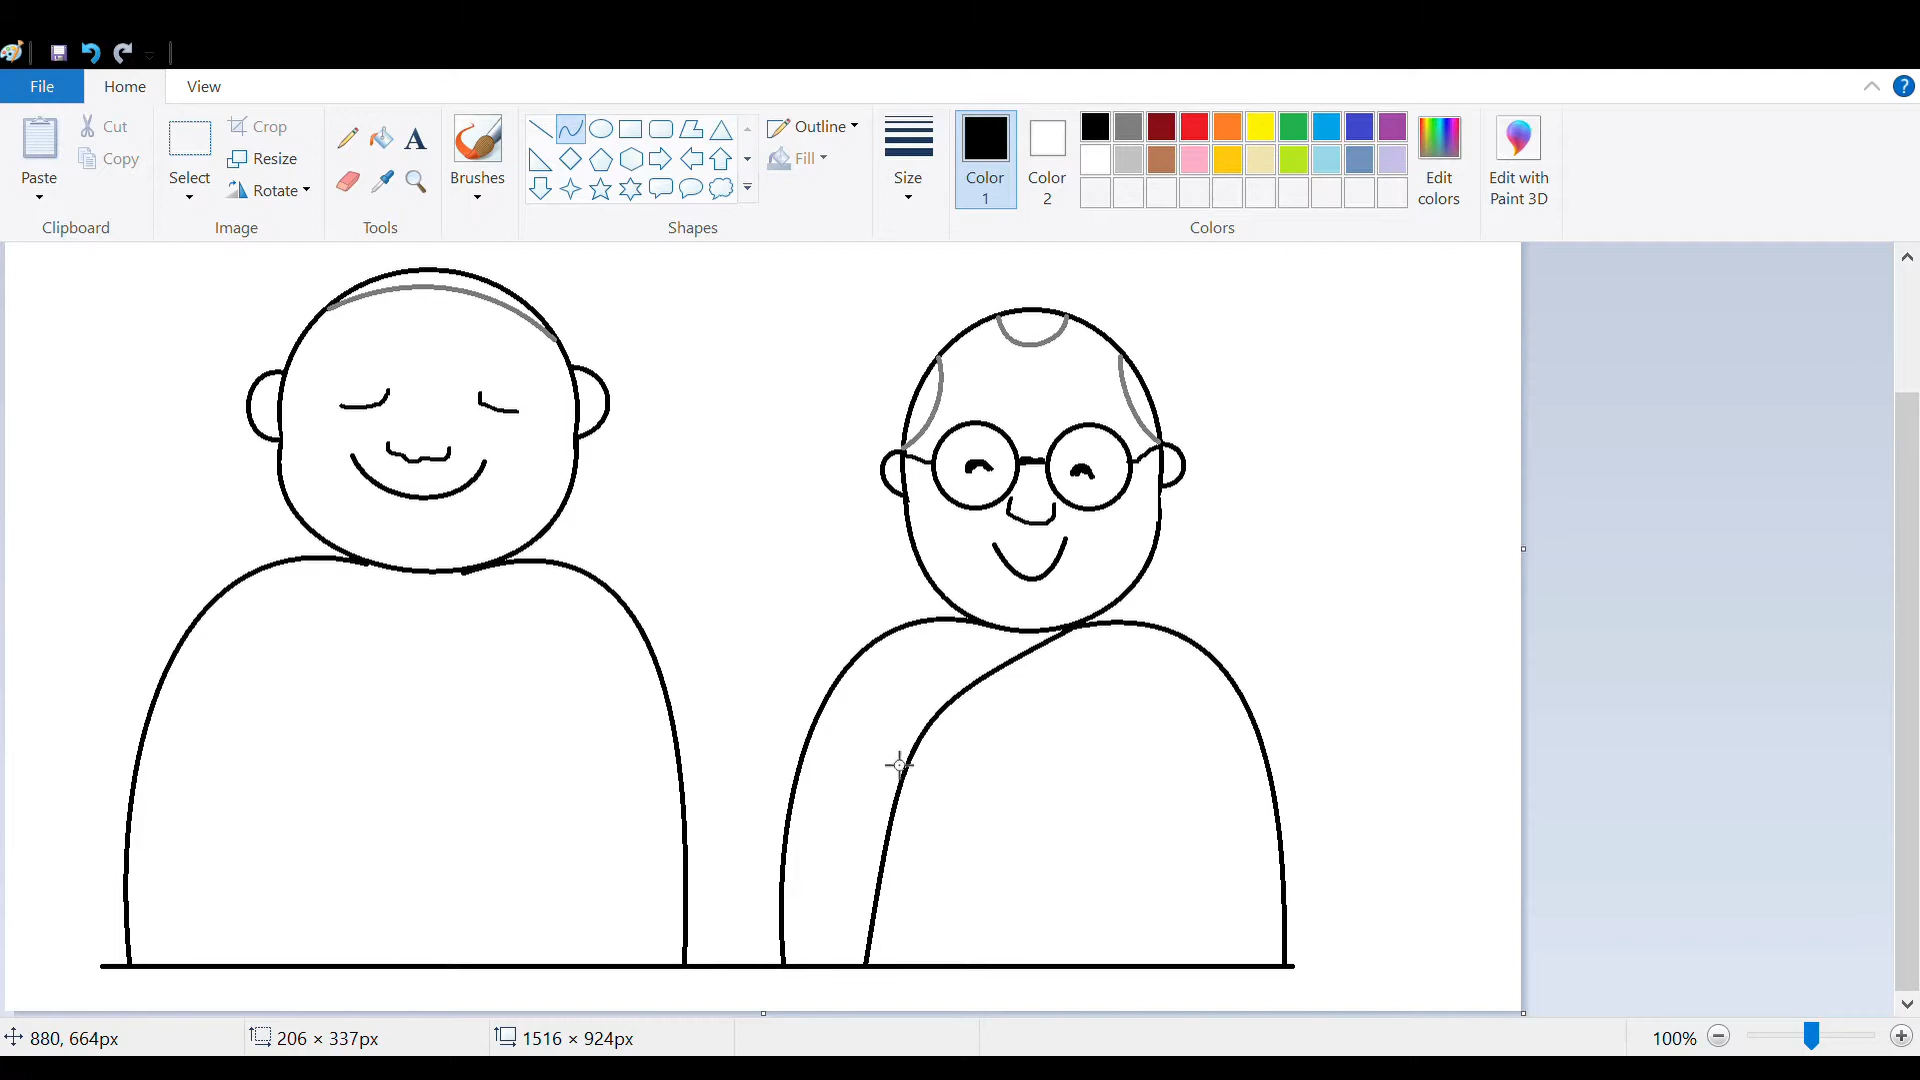 File Home View ?
Paste Cut Select Crop A Brushes Outline Size Color 1 Color 2 Edit colors Edit with Paint 3D
Copy Resize Fill
Rotate
Clipboard Image Tools Shapes Colors
880, 664px 206 × 337px 1516 × 924px 100%